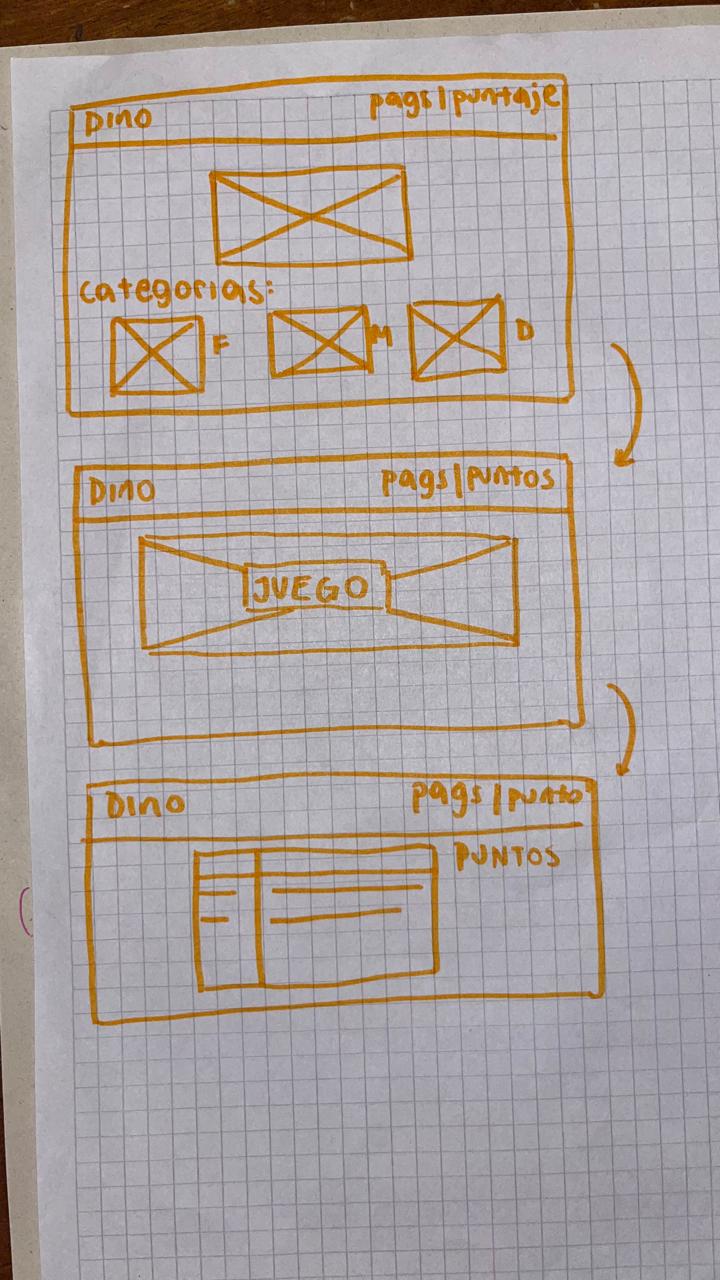 Dino
pags | puntaje
categorias:
F
M
D
Dino
pags | puntos
JUEGO
Dino
pags / punto
PUNTOS